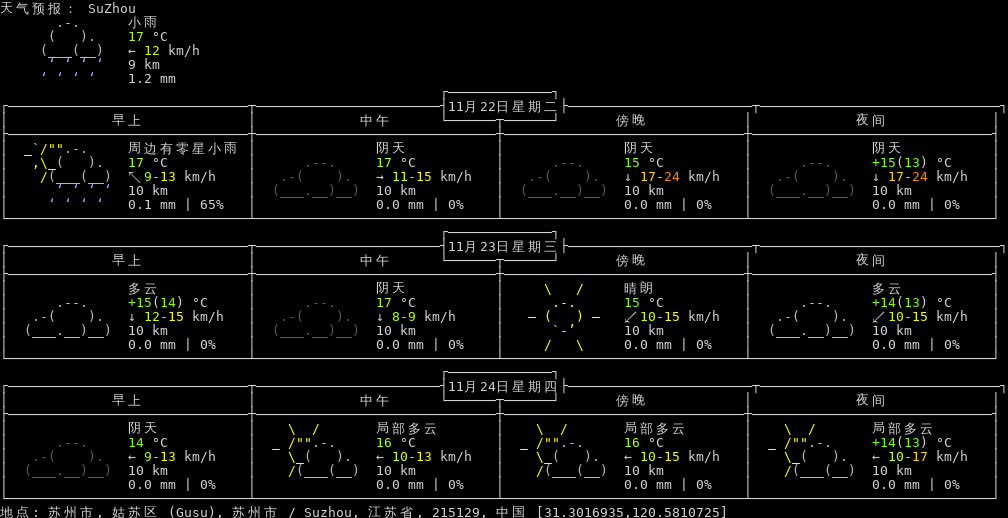 天气预报: SuZhou
小雨
17 °C
← 12 km/h
9 km
1.2 mm
11月22日星期二
早上 中午 傍晚 夜间
周边有零星小雨 阴天 阴天 阴天
17 °C 17 °C 15 °C +15(13) °C
↖ 9-13 km/h → 11-15 km/h ↓ 17-24 km/h ↓ 17-24 km/h
10 km 10 km 10 km 10 km
0.1 mm | 65% 0.0 mm | 0% 0.0 mm | 0% 0.0 mm | 0%
11月23日星期三
早上 中午 傍晚 夜间
多云 阴天 晴朗 多云
+15(14) °C 17 °C 15 °C +14(13) °C
↓ 12-15 km/h ↓ 8-9 km/h ↙ 10-15 km/h ↙ 10-15 km/h
10 km 10 km 10 km 10 km
0.0 mm | 0% 0.0 mm | 0% 0.0 mm | 0% 0.0 mm | 0%
11月24日星期四
早上 中午 傍晚 夜间
阴天 局部多云 局部多云 局部多云
14 °C 16 °C 16 °C +14(13) °C
← 9-13 km/h ← 10-13 km/h ← 10-15 km/h ← 10-17 km/h
10 km 10 km 10 km 10 km
0.0 mm | 0% 0.0 mm | 0% 0.0 mm | 0% 0.0 mm | 0%
地点: 苏州市, 姑苏区 (Gusu), 苏州市 / Suzhou, 江苏省, 215129, 中国 [31.3016935,120.5810725]